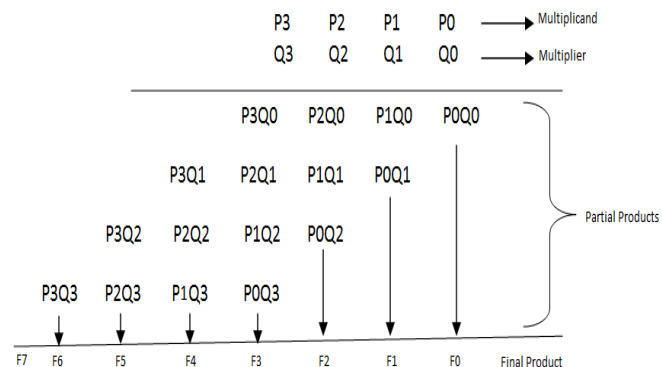 P3 P2 P1 P0 Multiplicand
Q3 Q2 Q1 Q0 Multiplier
P3Q0 P2Q0 P1Q0 P0Q0
P3Q1 P2Q1 P1Q1 P0Q1
Partial Products
P3Q2 P2Q2 P1Q2 P0Q2
P3Q3 P2Q3 P1Q3 P0Q3
F7 F6 F5 F4 F3 F2 F1 F0 Final Product